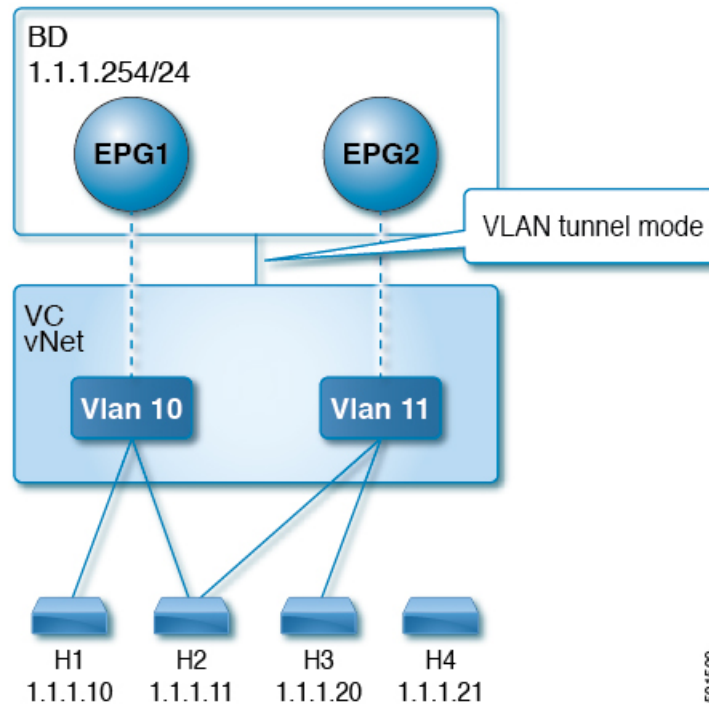 BD
1.1.1.254/24
EPG1
EPG2
VLAN tunnel mode
VC
vNet
Vlan 10
Vlan 11
H1
H2
H3
H4
1.1.1.10
1.1.1.11
1.1.1.20
1.1.1.21